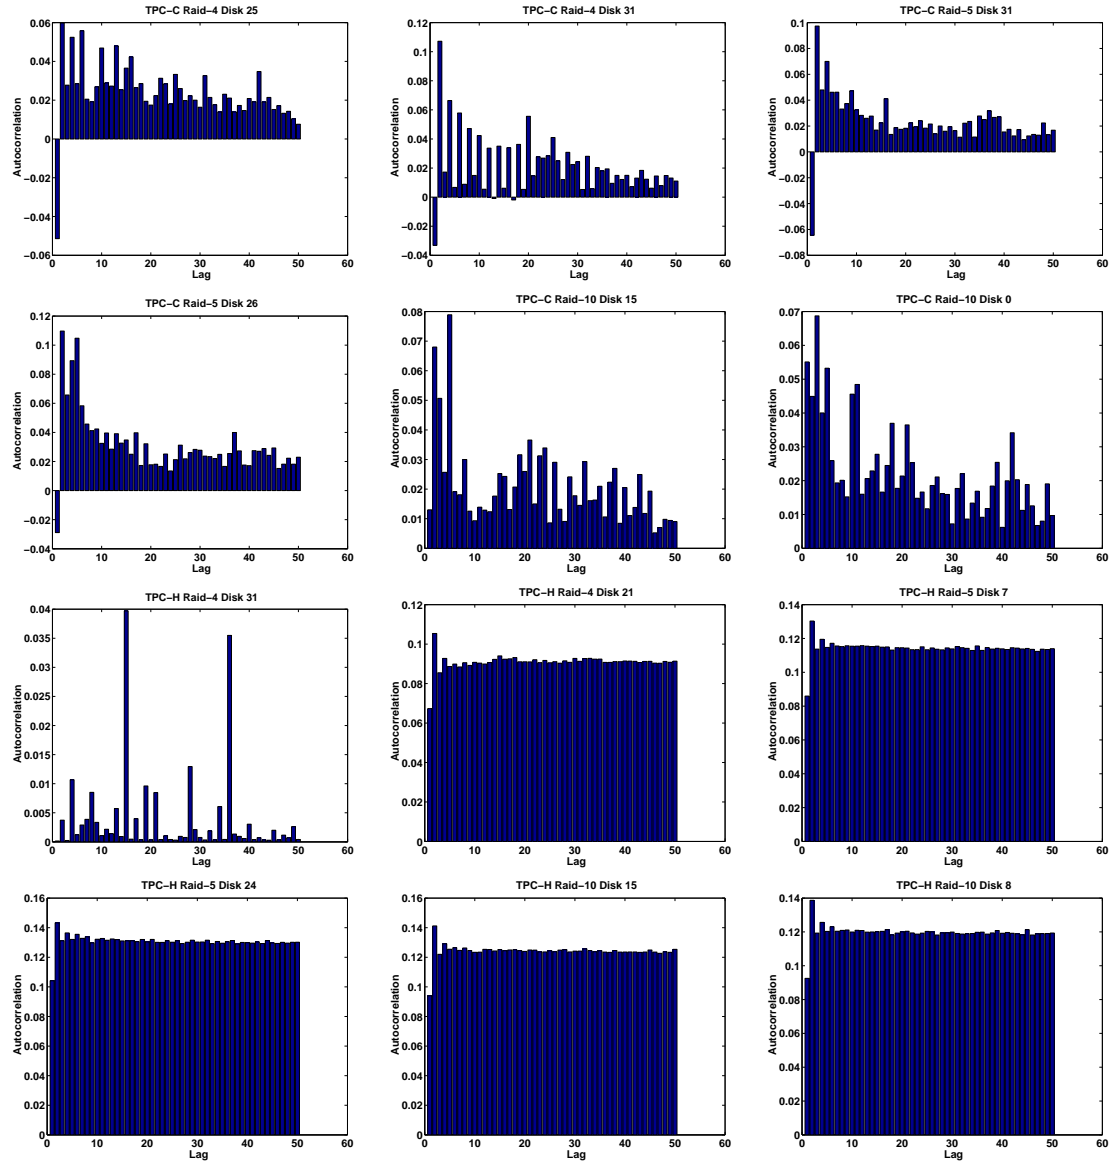 TPC−C Raid−4 Disk 25
0.06
0.04
0.02
0
−0.02
−0.04
−0.06
0 10 20 30 40 50 60
Lag
Autocorrelation
TPC−C Raid−4 Disk 31
0.12
0.1
0.08
0.06
0.04
0.02
0
−0.02
−0.04
0 10 20 30 40 50 60
Lag
Autocorrelation
TPC−C Raid−5 Disk 31
0.1
0.08
0.06
0.04
0.02
0
−0.02
−0.04
−0.06
−0.08
0 10 20 30 40 50 60
Lag
Autocorrelation
TPC−C Raid−5 Disk 26
0.12
0.1
0.08
0.06
0.04
0.02
0
−0.02
−0.04
0 10 20 30 40 50 60
Lag
Autocorrelation
TPC−C Raid−10 Disk 15
0.08
0.07
0.06
0.05
0.04
0.03
0.02
0.01
0
0 10 20 30 40 50 60
Lag
Autocorrelation
TPC−C Raid−10 Disk 0
0.07
0.06
0.05
0.04
0.03
0.02
0.01
0
0 10 20 30 40 50 60
Lag
Autocorrelation
TPC−H Raid−4 Disk 31
0.04
0.035
0.03
0.025
0.02
0.015
0.01
0.005
0
0 10 20 30 40 50 60
Lag
Autocorrelation
TPC−H Raid−4 Disk 21
0.12
0.1
0.08
0.06
0.04
0.02
0
0 10 20 30 40 50 60
Lag
Autocorrelation
TPC−H Raid−5 Disk 7
0.14
0.12
0.1
0.08
0.06
0.04
0.02
0
0 10 20 30 40 50 60
Lag
Autocorrelation
TPC−H Raid−5 Disk 24
0.16
0.14
0.12
0.1
0.08
0.06
0.04
0.02
0
0 10 20 30 40 50 60
Lag
Autocorrelation
TPC−H Raid−10 Disk 15
0.16
0.14
0.12
0.1
0.08
0.06
0.04
0.02
0
0 10 20 30 40 50 60
Lag
Autocorrelation
TPC−H Raid−10 Disk 8
0.14
0.12
0.1
0.08
0.06
0.04
0.02
0
0 10 20 30 40 50 60
Lag
Autocorrelation